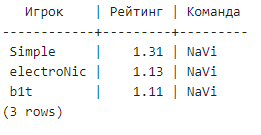 Игрок    | Рейтинг | Команда
------------+---------+---------
 Simple     |    1.31 | NaVi
 electroNic |    1.13 | NaVi
 b1t        |    1.11 | NaVi
(3 rows)